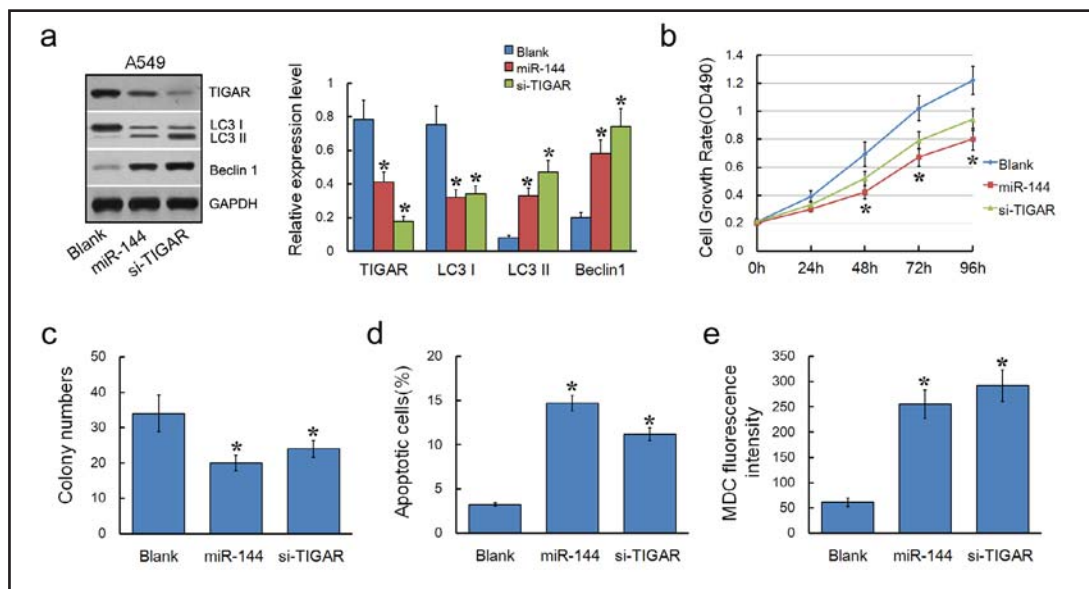 a
A549
TIGAR
LC3 I
LC3 II
Beclin 1
GAPDH
Blank
miR-144
si-TIGAR
Blank
miR-144
si-TIGAR
Relative expression level
1
0.8
0.6
0.4
0.2
0
* * * * * * * *
TIGAR LC3 I LC3 II Beclin1
b
Cell Growth Rate(OD490)
1.4
1.2
1
0.8
0.6
0.4
0.2
0
* * *
0h 24h 48h 72h 96h
Blank
miR-144
si-TIGAR
c
Colony numbers
50
40
30
20
10
0
* *
Blank miR-144 si-TIGAR
d
Apoptotic cells(%)
20
15
10
5
0
* *
Blank miR-144 si-TIGAR
e
MDC fluorescence
intensity
350
300
250
200
150
100
50
0
* *
Blank miR-144 si-TIGAR